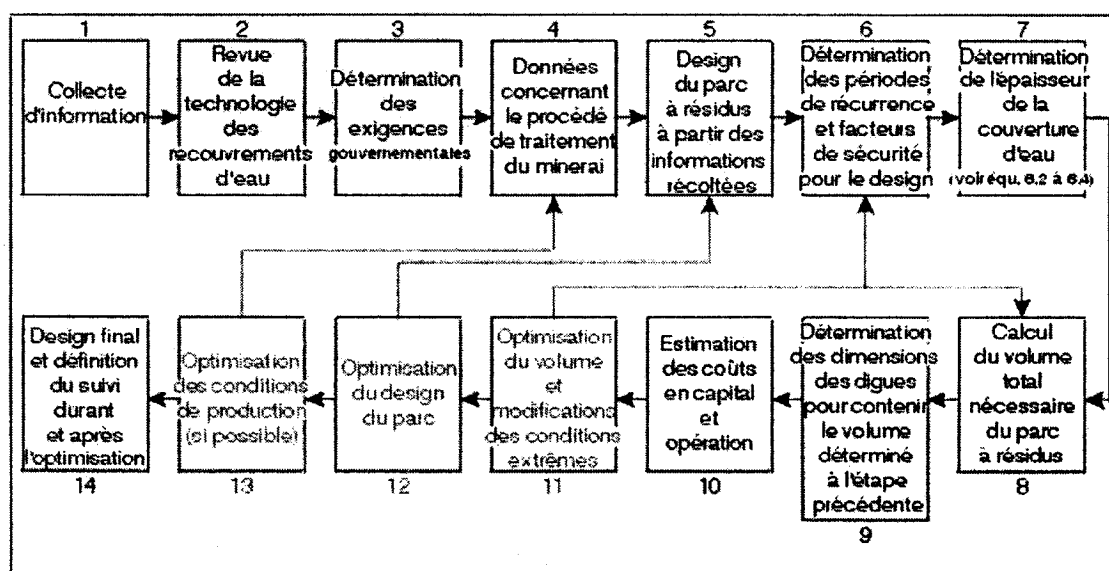 1
Collecte
d'information
2
Revue
de la
technologie
des
recouvrements
d'eau
3
Détermination
des
exigences
gouvernementales
4
Données
concernant
le procédé
de traitement
du minerai
5
Design
du parc
à résidus
à partir des
informations
récoltées
6
Détermination
des périodes
de récurrence
et facteurs
de sécurité
pour le design
7
Détermination
de l'épaisseur
de la
couverture
d'eau
(voir équ. 6.2 à 6.4)
Calcul
du volume
total
nécessaire
du parc
à résidus
8
Détermination
des dimensions
des digues
pour contenir
le volume
déterminé
à l'étape
précédente
9
Estimation
des coûts
en capital
et
opération
10
Optimisation
du volume
et
modifications
des conditions
extrêmes
11
Optimisation
du design
du parc
12
Optimisation
des conditions
de production
(si possible)
13
Design final
et définition
du suivi
durant
et après
l'optimisation
14